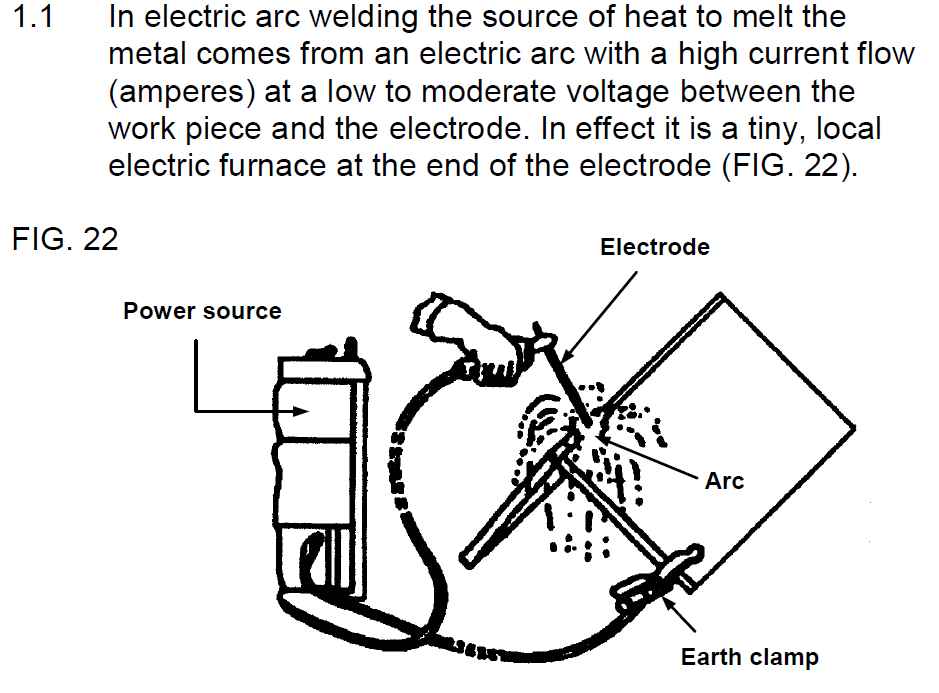 1.1 In electric arc welding the source of heat to melt the
metal comes from an electric arc with a high current flow
(amperes) at a low to moderate voltage between the
work piece and the electrode. In effect it is a tiny, local
electric furnace at the end of the electrode (FIG. 22).
FIG. 22
Electrode
Power source
Arc
Earth clamp